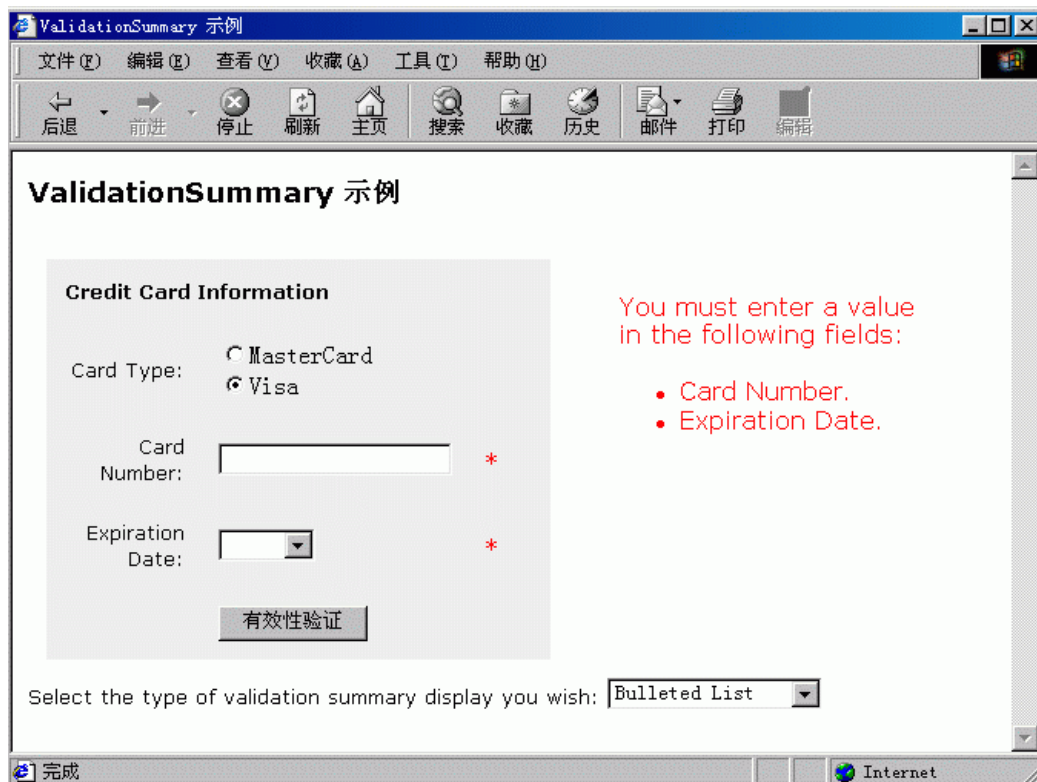 ValidationSummary 示例
文件(F) 编辑(E) 查看(V) 收藏(A) 工具(T) 帮助(H)
后退 前进 停止 刷新 主页 搜索 收藏 历史 邮件 打印 编辑
ValidationSummary 示例
Credit Card Information
Card Type:
MasterCard
Visa
Card
Number:
*
Expiration
Date:
*
有效性验证
You must enter a value
in the following fields:
• Card Number.
• Expiration Date.
Select the type of validation summary display you wish: Bulleted List
完成 Internet